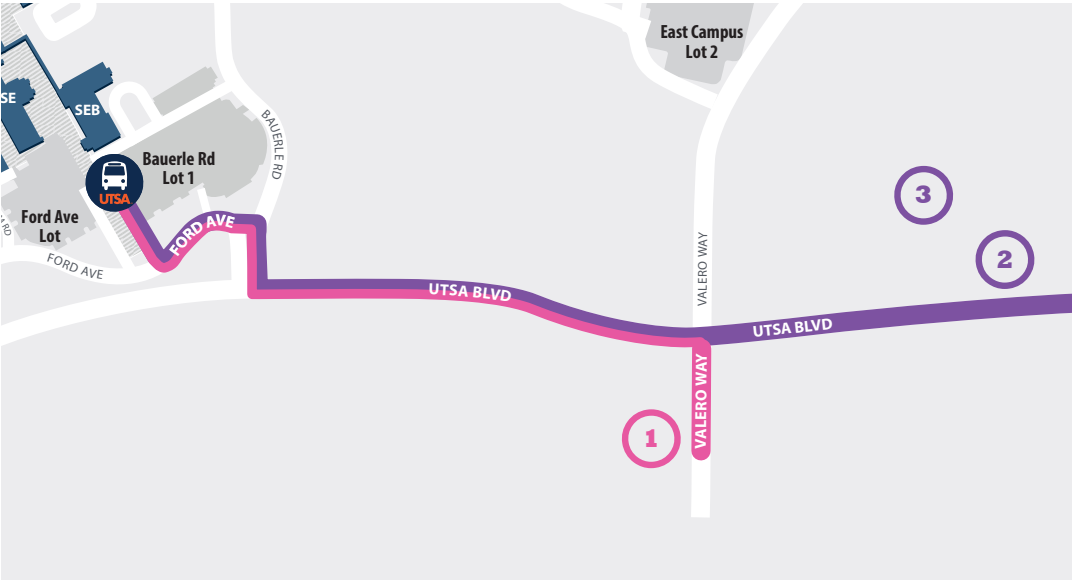 East Campus
Lot 2
SE
SEB
BAUERLE RD
Bauerle Rd
Lot 1
UTSA
3
Ford Ave
Lot
FORD AVE
FORD AVE
VALERO WAY
2
UTSA BLVD
UTSA BLVD
VALERO WAY
1